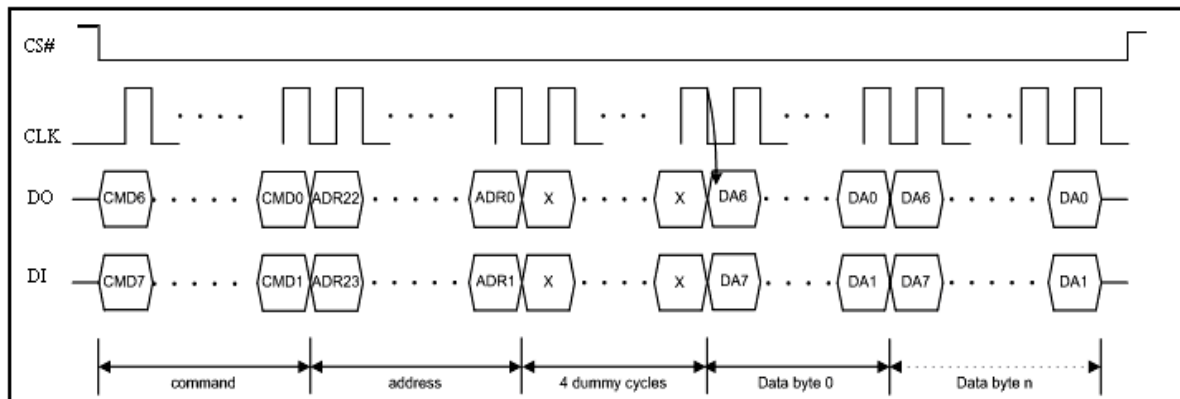 CS#
CLK
DO CMD6 CMD0 ADR22 ADR0 X X DA6 DA0 DA6 DA0
DI CMD7 CMD1 ADR23 ADR1 X X DA7 DA1 DA7 DA1
command address 4 dummy cycles Data byte 0 Data byte n